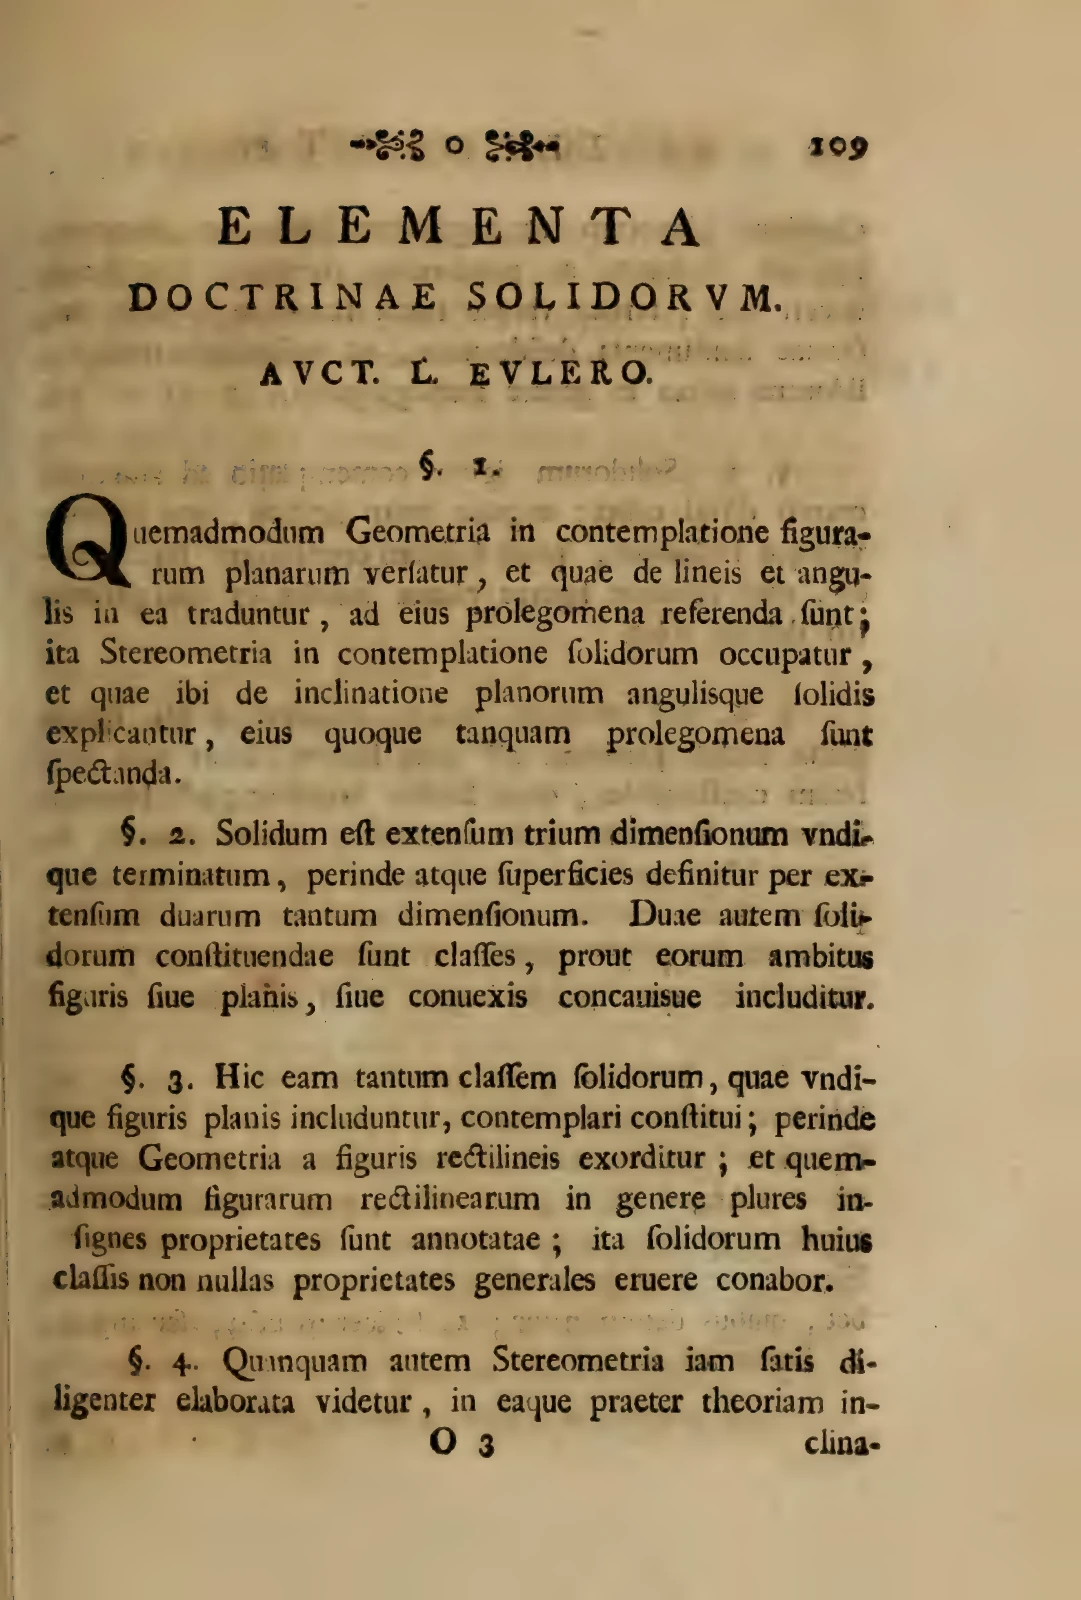 o 109
ELEMENTA
DOCTRINAE SOLIDORVM.
AVCT. L. EVLERO.
§. 1.
Quemadmodum Geometria in contemplatione figura-
rum planarum verſatur, et quae de lineis et angu-
lis in ea traduntur, ad eius prolegomena referenda ſunt;
ita Stereometria in contemplatione ſolidorum occupatur,
et quae ibi de inclinatione planorum angulisque ſolidis
explicantur, eius quoque tanquam prolegomena ſunt
ſpectanda.
§. 2. Solidum eſt extenſum trium dimenſionum vndi-
que terminatum, perinde atque ſuperficies definitur per ex-
tenſum duarum tantum dimenſionum. Duae autem ſoli-
dorum conſtituendae ſunt claſſes, prout eorum ambitus
figuris ſiue planis, ſiue conuexis concauisue includitur.
§. 3. Hic eam tantum claſſem ſolidorum, quae vndi-
que figuris planis includuntur, contemplari conſtitui; perinde
atque Geometria a figuris rectilineis exorditur; et quem-
admodum figurarum rectilinearum in genere plures in-
ſignes proprietates ſunt annotatae; ita ſolidorum huius
claſſis non nullas proprietates generales eruere conabor.
§. 4. Quanquam autem Stereometria iam ſatis di-
ligenter elaborata videtur, in eaque praeter theoriam in-
O 3 clina-